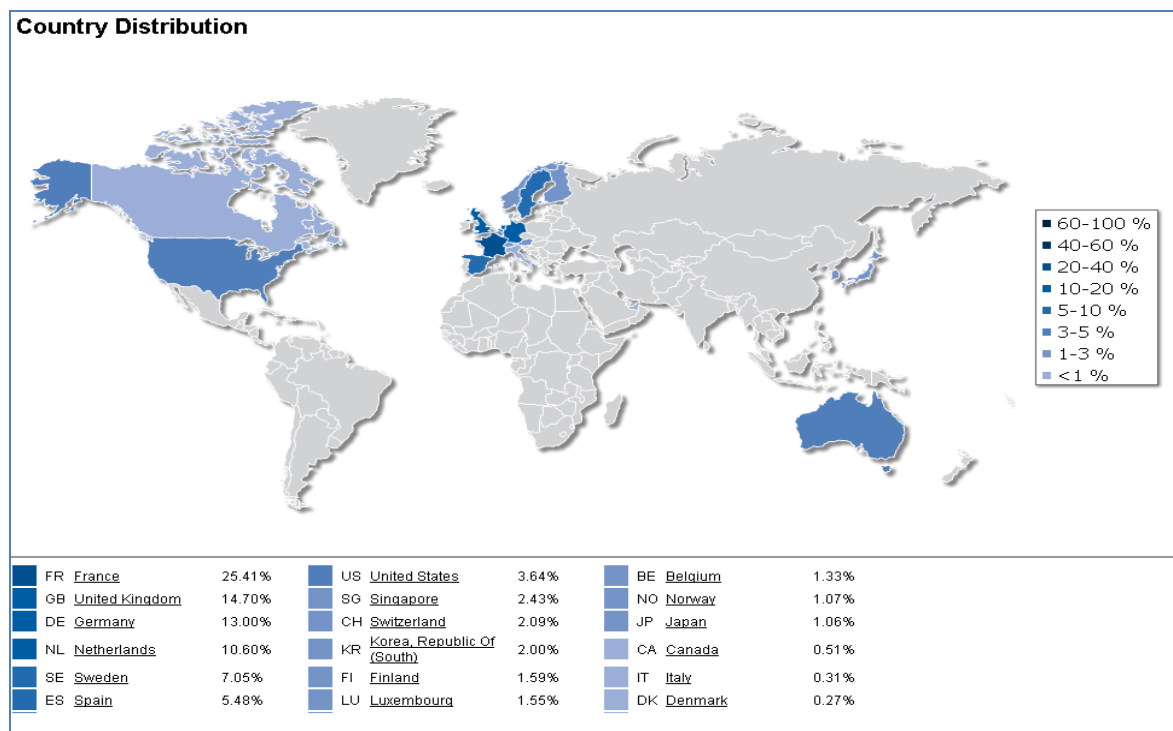 Country Distribution
60-100 %
40-60 %
20-40 %
10-20 %
5-10 %
3-5 %
1-3 %
<1 %
FR France 25.41%
GB United Kingdom 14.70%
DE Germany 13.00%
NL Netherlands 10.60%
SE Sweden 7.05%
ES Spain 5.48%
US United States 3.64%
SG Singapore 2.43%
CH Switzerland 2.09%
KR Korea, Republic Of
(South) 2.00%
FI Finland 1.59%
LU Luxembourg 1.55%
BE Belgium 1.33%
NO Norway 1.07%
JP Japan 1.06%
CA Canada 0.51%
IT Italy 0.31%
DK Denmark 0.27%